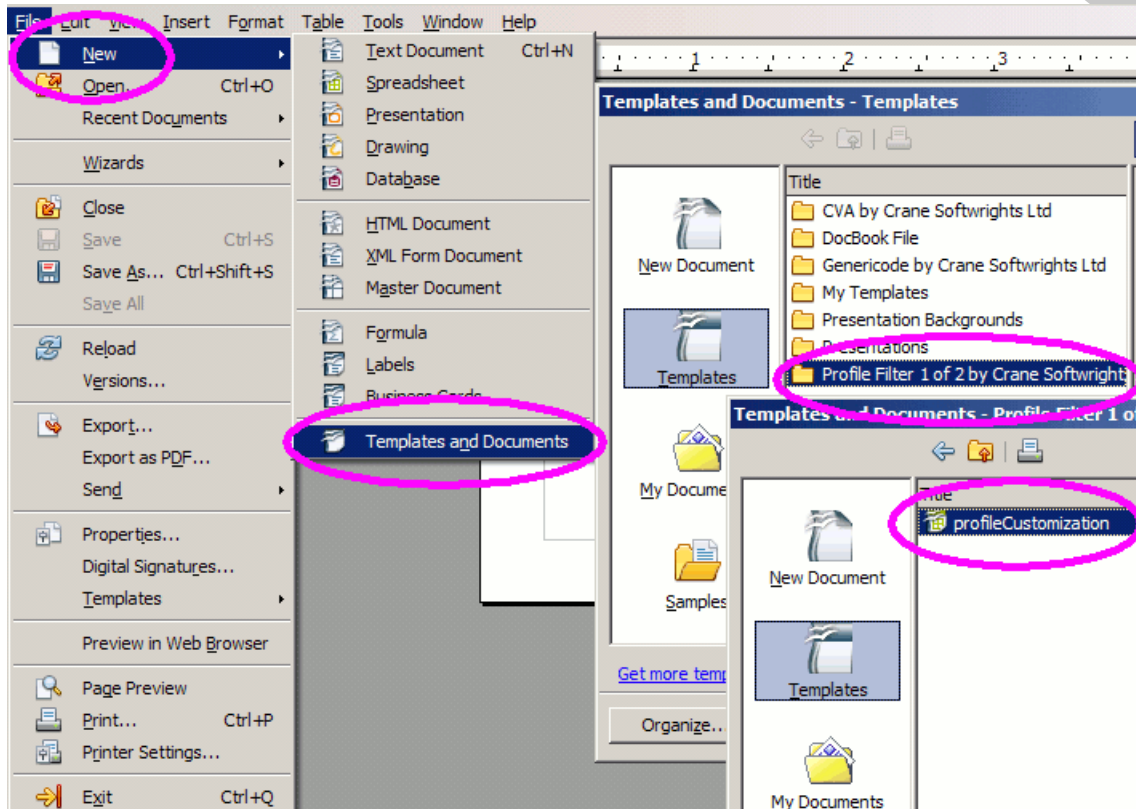 File Edit View Insert Format Table Tools Window Help
New
Open... Ctrl+O
Recent Documents
Wizards
Close
Save Ctrl+S
Save As... Ctrl+Shift+S
Save All
Reload
Versions...
Export...
Export as PDF...
Send
Properties...
Digital Signatures...
Templates
Preview in Web Browser
Page Preview
Print... Ctrl+P
Printer Settings...
Exit Ctrl+Q
Text Document Ctrl+N
Spreadsheet
Presentation
Drawing
Database
HTML Document
XML Form Document
Master Document
Formula
Labels
Business Cards
Templates and Documents
1 2 3
Templates and Documents - Templates
New Document
Templates
My Docume
Samples
Get more temp
Organize..
Title
CVA by Crane Softwrights Ltd
DocBook File
Genericode by Crane Softwrights Ltd
My Templates
Presentation Backgrounds
Presentations
Profile Filter 1 of 2 by Crane Softwright
Templates and Documents - Profile Filter 1 o
New Document
Templates
My Documents
Title
profileCustomization